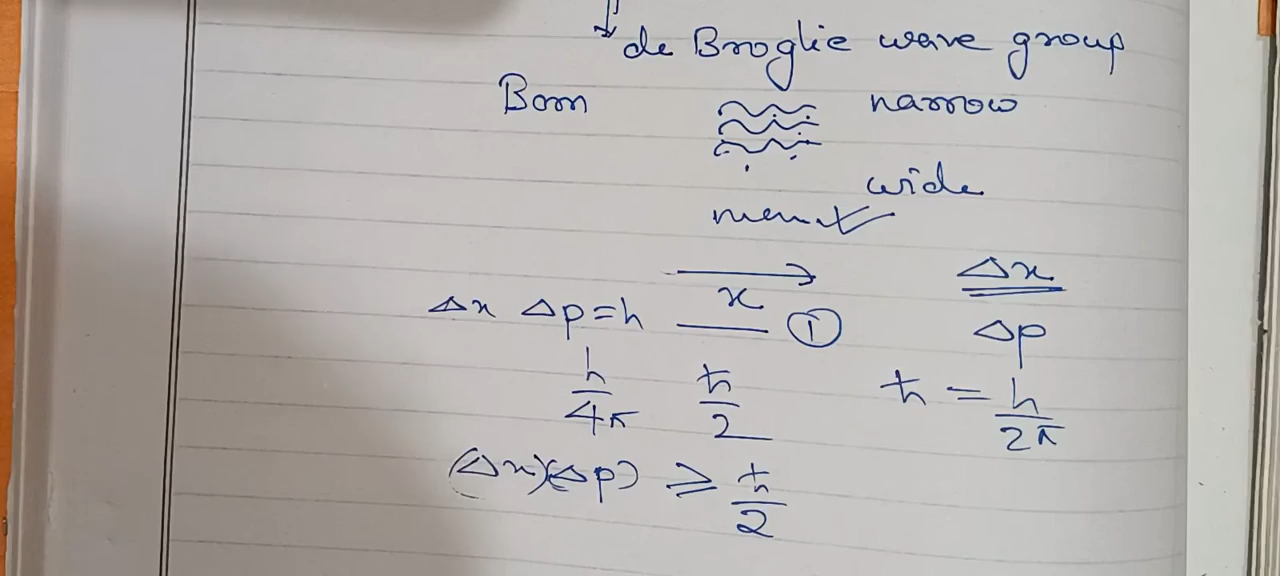 de Broglie wave group
Born narrow
wide
x Δx
Δx Δp = h ① Δp
h/4π ħ/2 ħ = h/2π
(Δx)(Δp) ≥ ħ/2